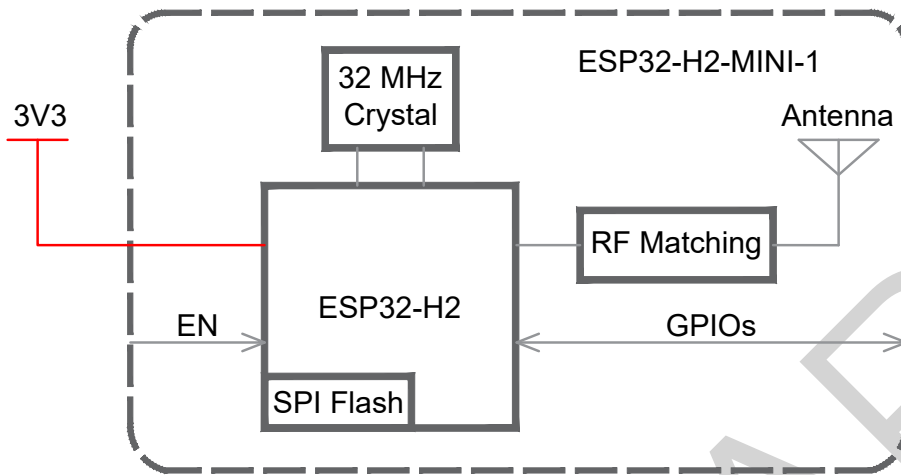 ESP32-H2-MINI-1
32 MHz
Crystal
3V3
Antenna
RF Matching
ESP32-H2
EN
GPIOs
SPI Flash